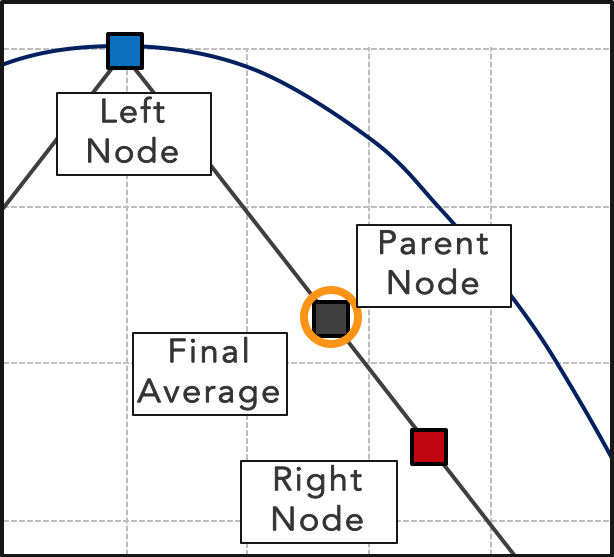 Left
Node
Parent
Node
Final
Average
Right
Node